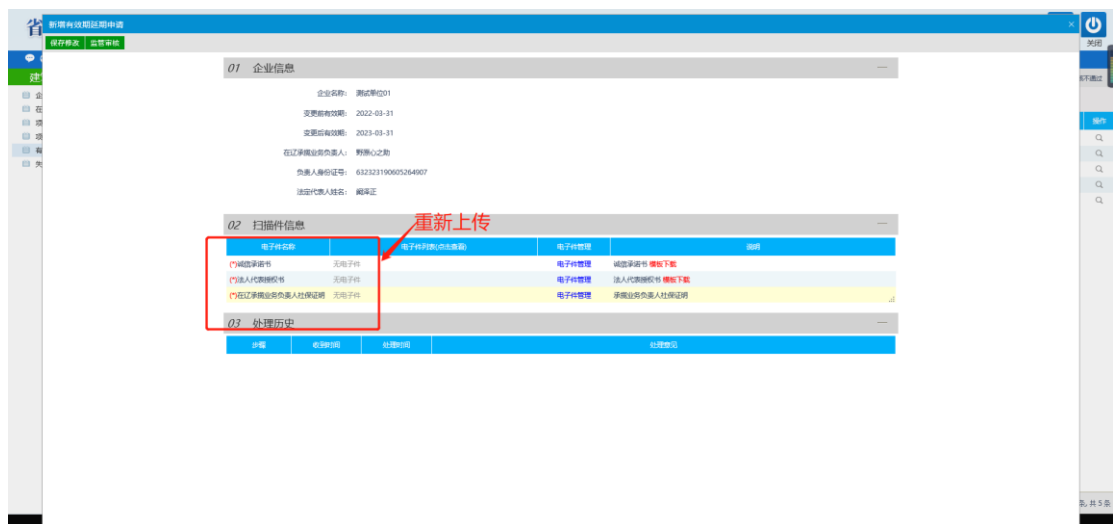 省
新增有效期延期申请
×
关闭
保存修改 监管审核
01 企业信息
企业名称： 测试单位01
变更前有效期： 2022-03-31
变更后有效期： 2023-03-31
在辽承揽业务负责人： 野原心之助
负责人身份证号： 632323190605264907
法定代表人姓名：
02 扫描件信息
重新上传
电子件名称 电子件列表(点击查看) 电子件管理 说明
(*)诚信承诺书 无电子件 电子件管理 诚信承诺书 模板下载
(*)法人代表授权书 无电子件 电子件管理 法人代表授权书 模板下载
(*)在辽承揽业务负责人社保证明 无电子件 电子件管理 承揽业务负责人社保证明
03 处理历史
步骤 收到时间 处理时间 处理意见
操作
条, 共 5 条